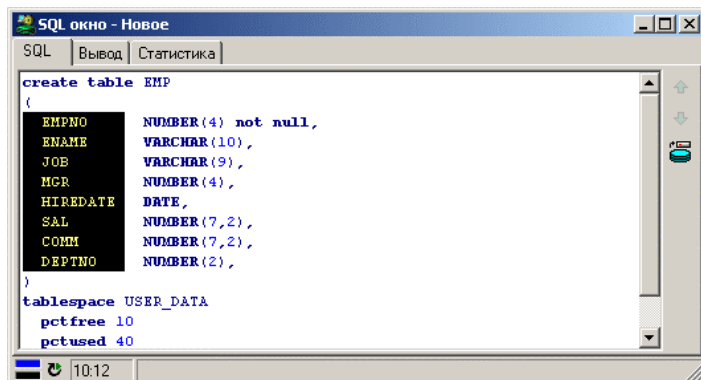 SQL окно - Новое
SQL Вывод Статистика
create table EMP
(
EMPNO NUMBER(4) not null,
ENAME VARCHAR(10),
JOB VARCHAR(9),
MGR NUMBER(4),
HIREDATE DATE,
SAL NUMBER(7,2),
COMM NUMBER(7,2),
DEPTNO NUMBER(2),
)
tablespace USER_DATA
pctfree 10
pctused 40
10:12